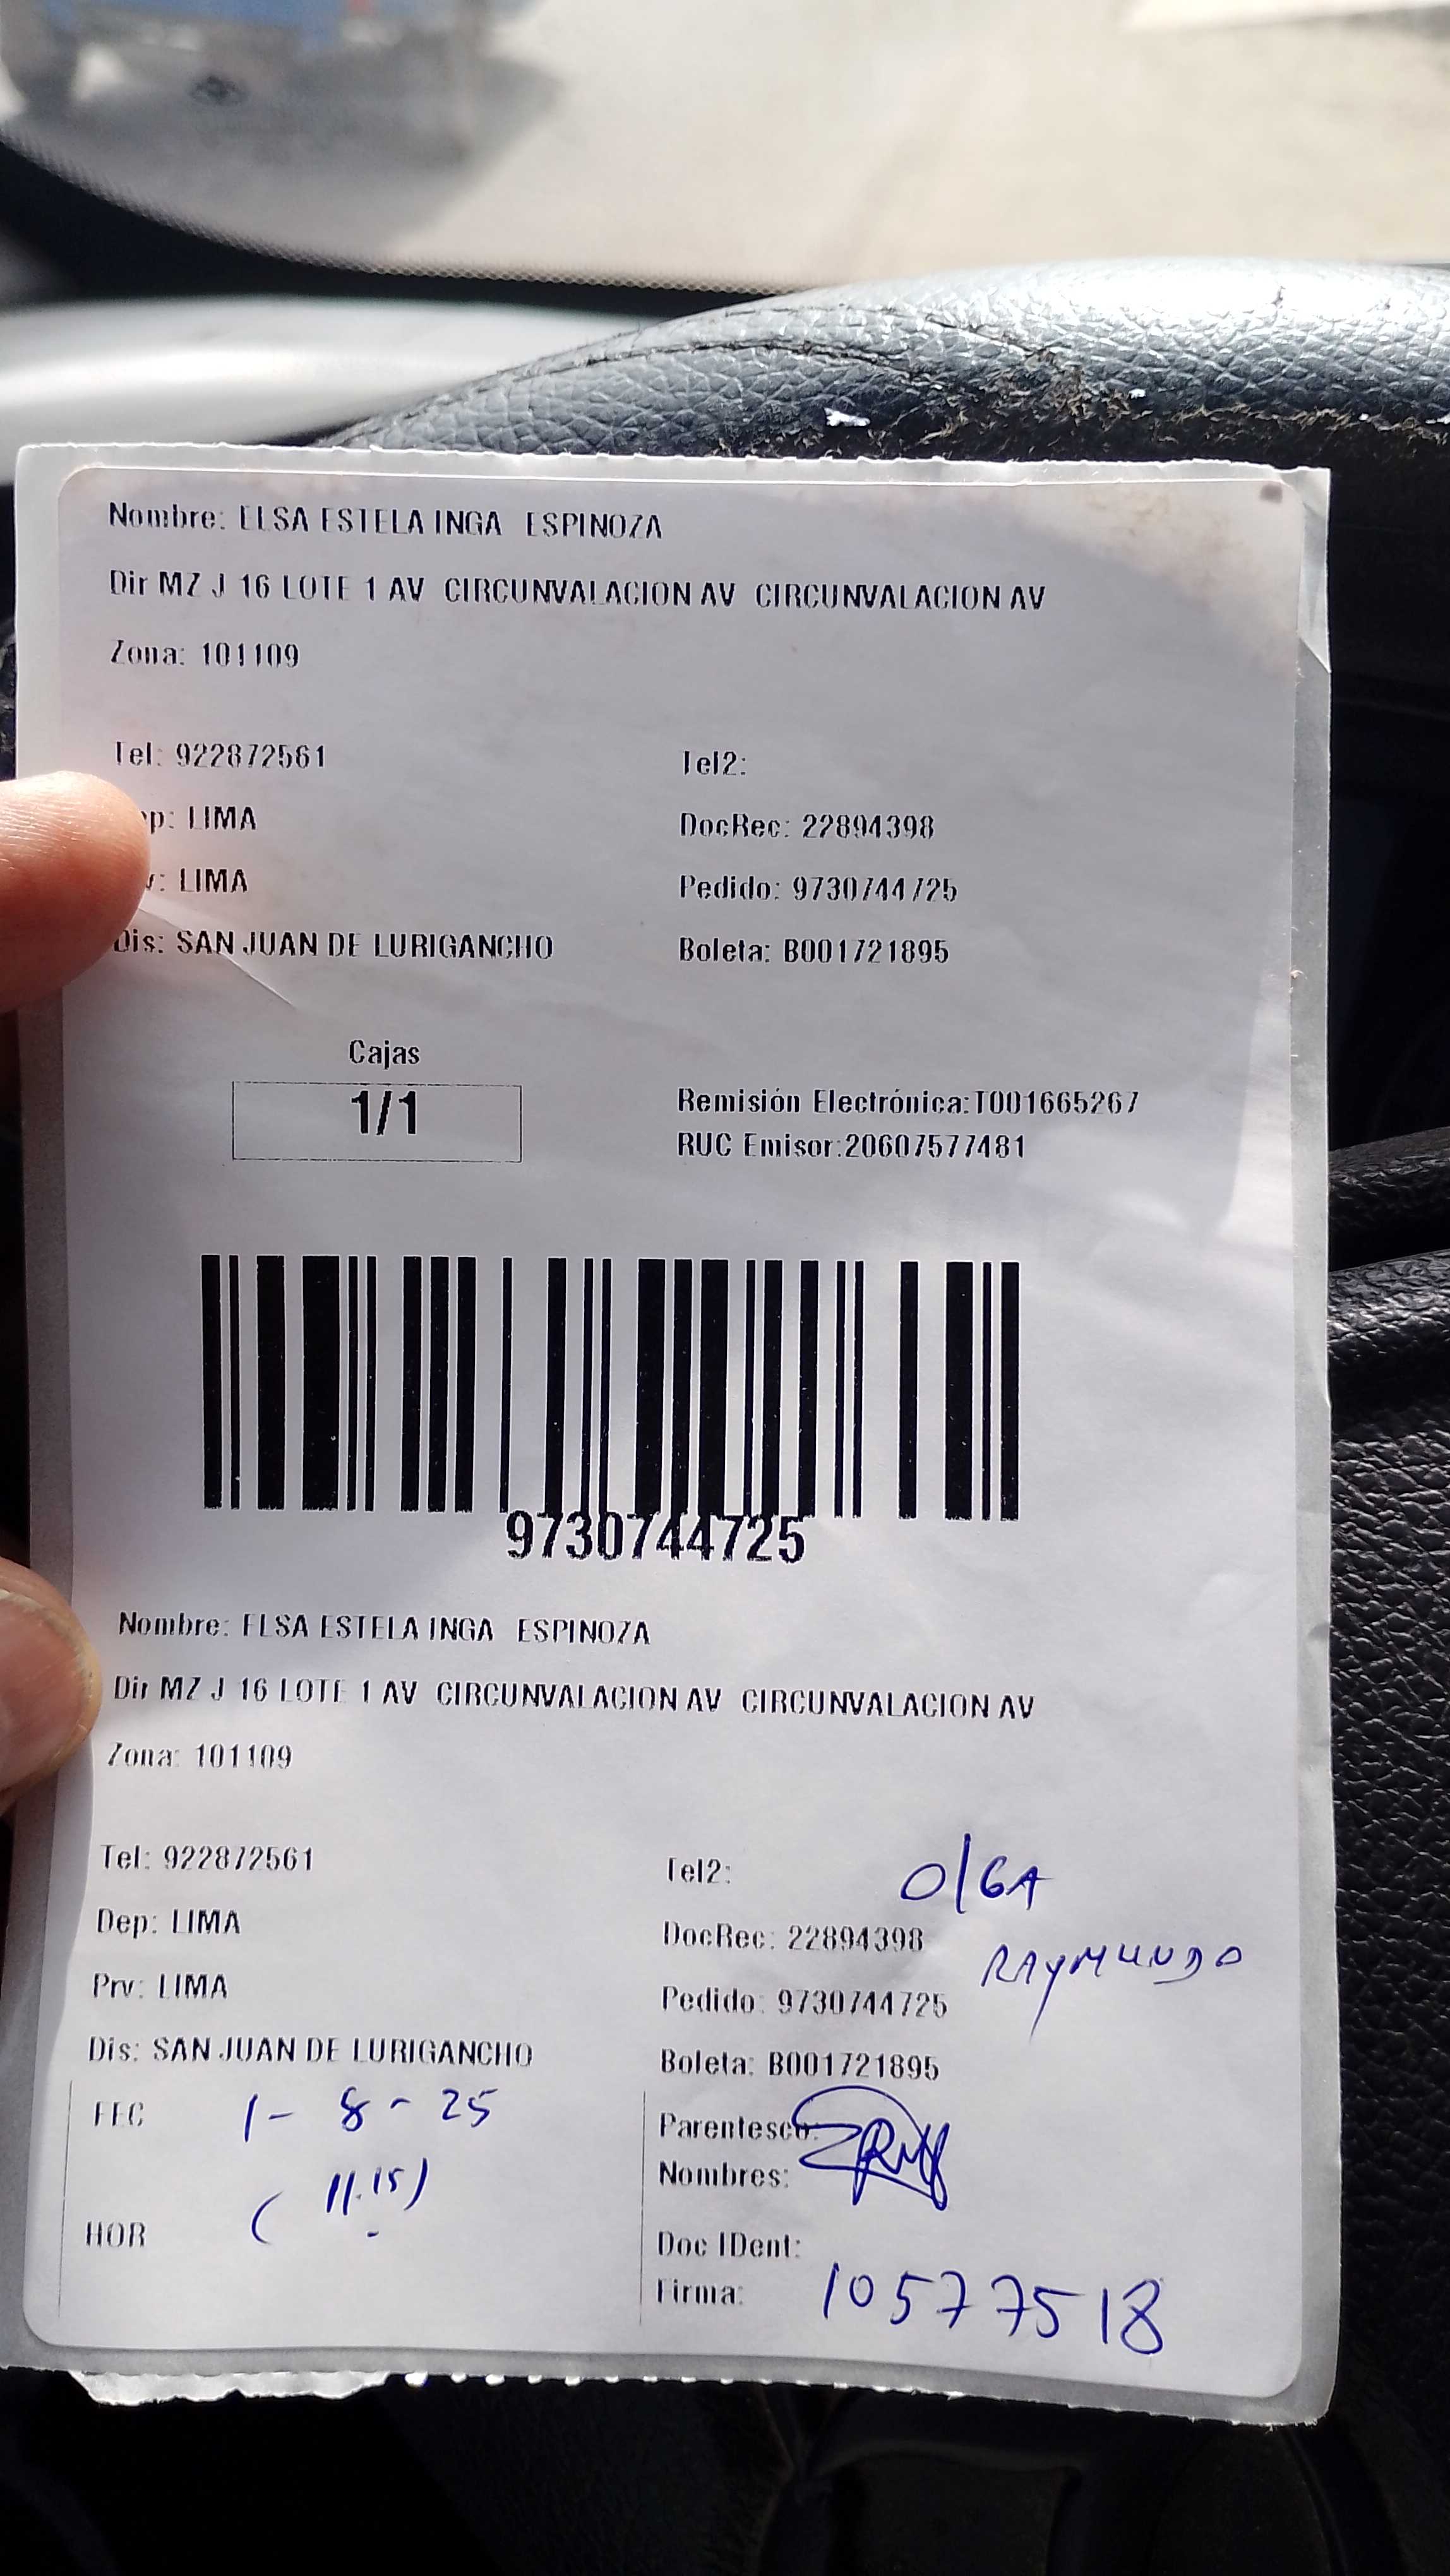 Nombre: ELSA ESTELA INGA ESPINOZA
Dir MZ J 16 LOTE 1 AV CIRCUNVALACION AV CIRCUNVALACION AV
Zona: 101109
Tel: 922872561 Tel2:
p: LIMA DocRec: 22894398
v: LIMA Pedido: 9730744725
Dis: SAN JUAN DE LURIGANCHO Boleta: B001721895
Cajas
1/1
Remisión Electrónica:T001665267
RUC Emisor:20607577481
9730744725
Nombre: ELSA ESTELA INGA ESPINOZA
Dir MZ J 16 LOTE 1 AV CIRCUNVALACION AV CIRCUNVALACION AV
Zona: 101109
Tel: 922872561 Tel2: OlGA
Dep: LIMA DocRec: 22894398 RAYMUNDO
Prv: LIMA Pedido: 9730744725
Dis: SAN JUAN DE LURIGANCHO Boleta: B001721895
FEC 1- 8- 25 Parentesco:
Nombres:
HOR (11.15) Doc IDent:
Firma: 10577518